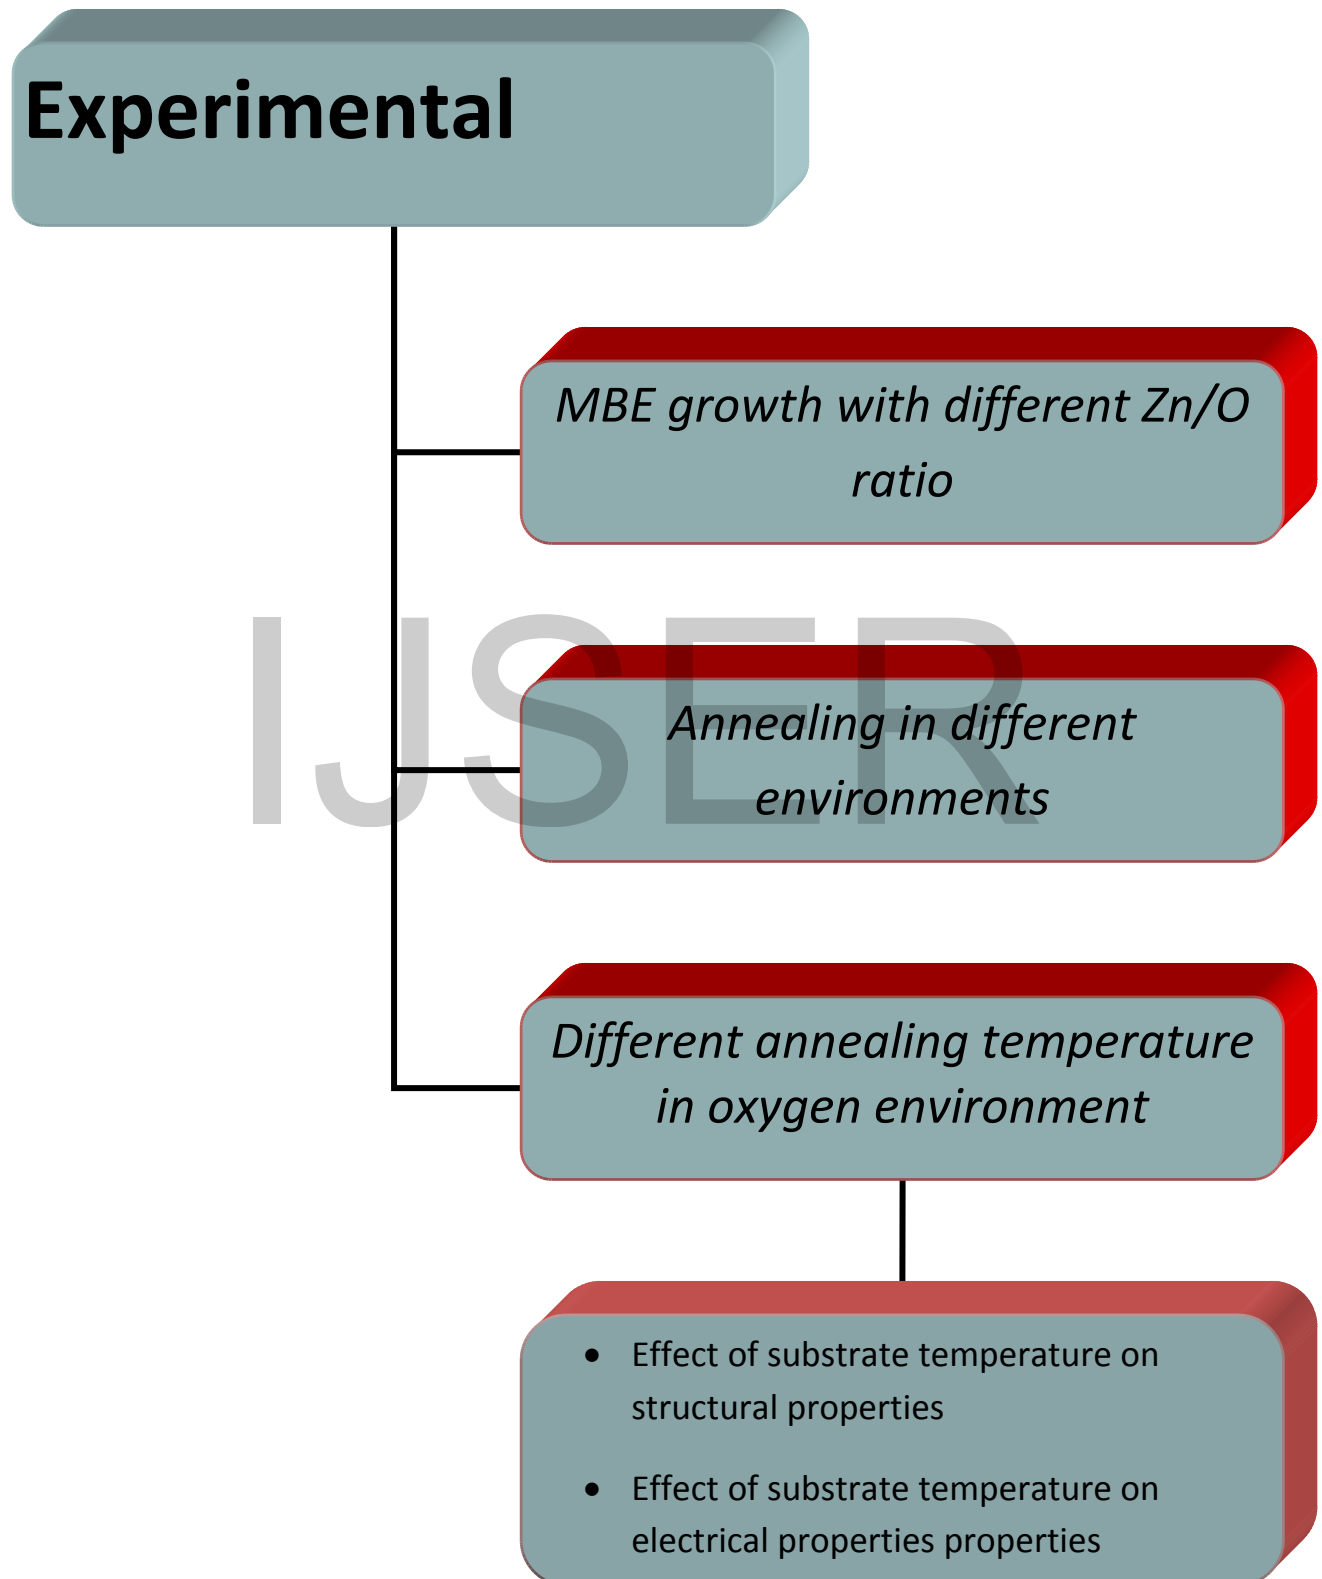 Experimental
MBE growth with different Zn/O
ratio
IJSER
Annealing in different
environments
Different annealing temperature
in oxygen environment
• Effect of substrate temperature on
structural properties
• Effect of substrate temperature on
electrical properties properties